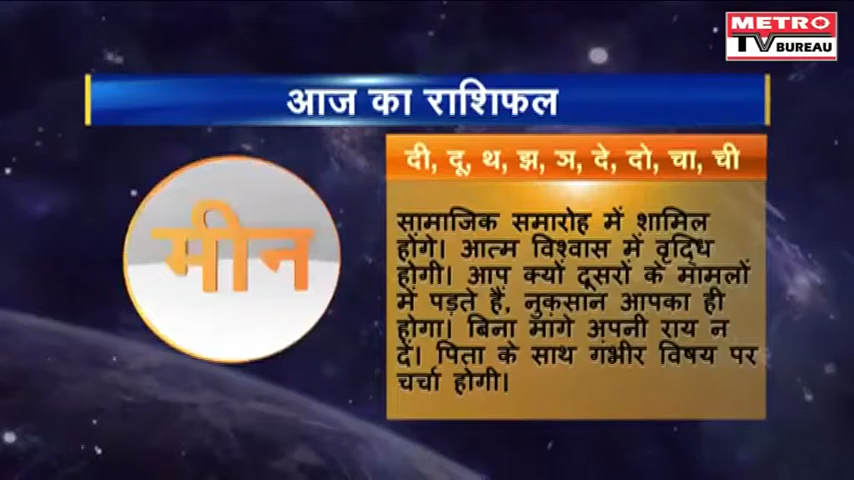 METRO
TV BUREAU
आज का राशिफल
दी, दू, थ, झ, ञ, दे, दो, चा, ची
मीन
सामाजिक समारोह में शामिल
होंगे। आत्म विश्वास में वृद्धि
होगी। आप क्यों दूसरों के मामलों
में पड़ते हैं, नुकसान आपका ही
होगा। बिना मांगे अपनी राय न
दें। पिता के साथ गंभीर विषय पर
चर्चा होगी।